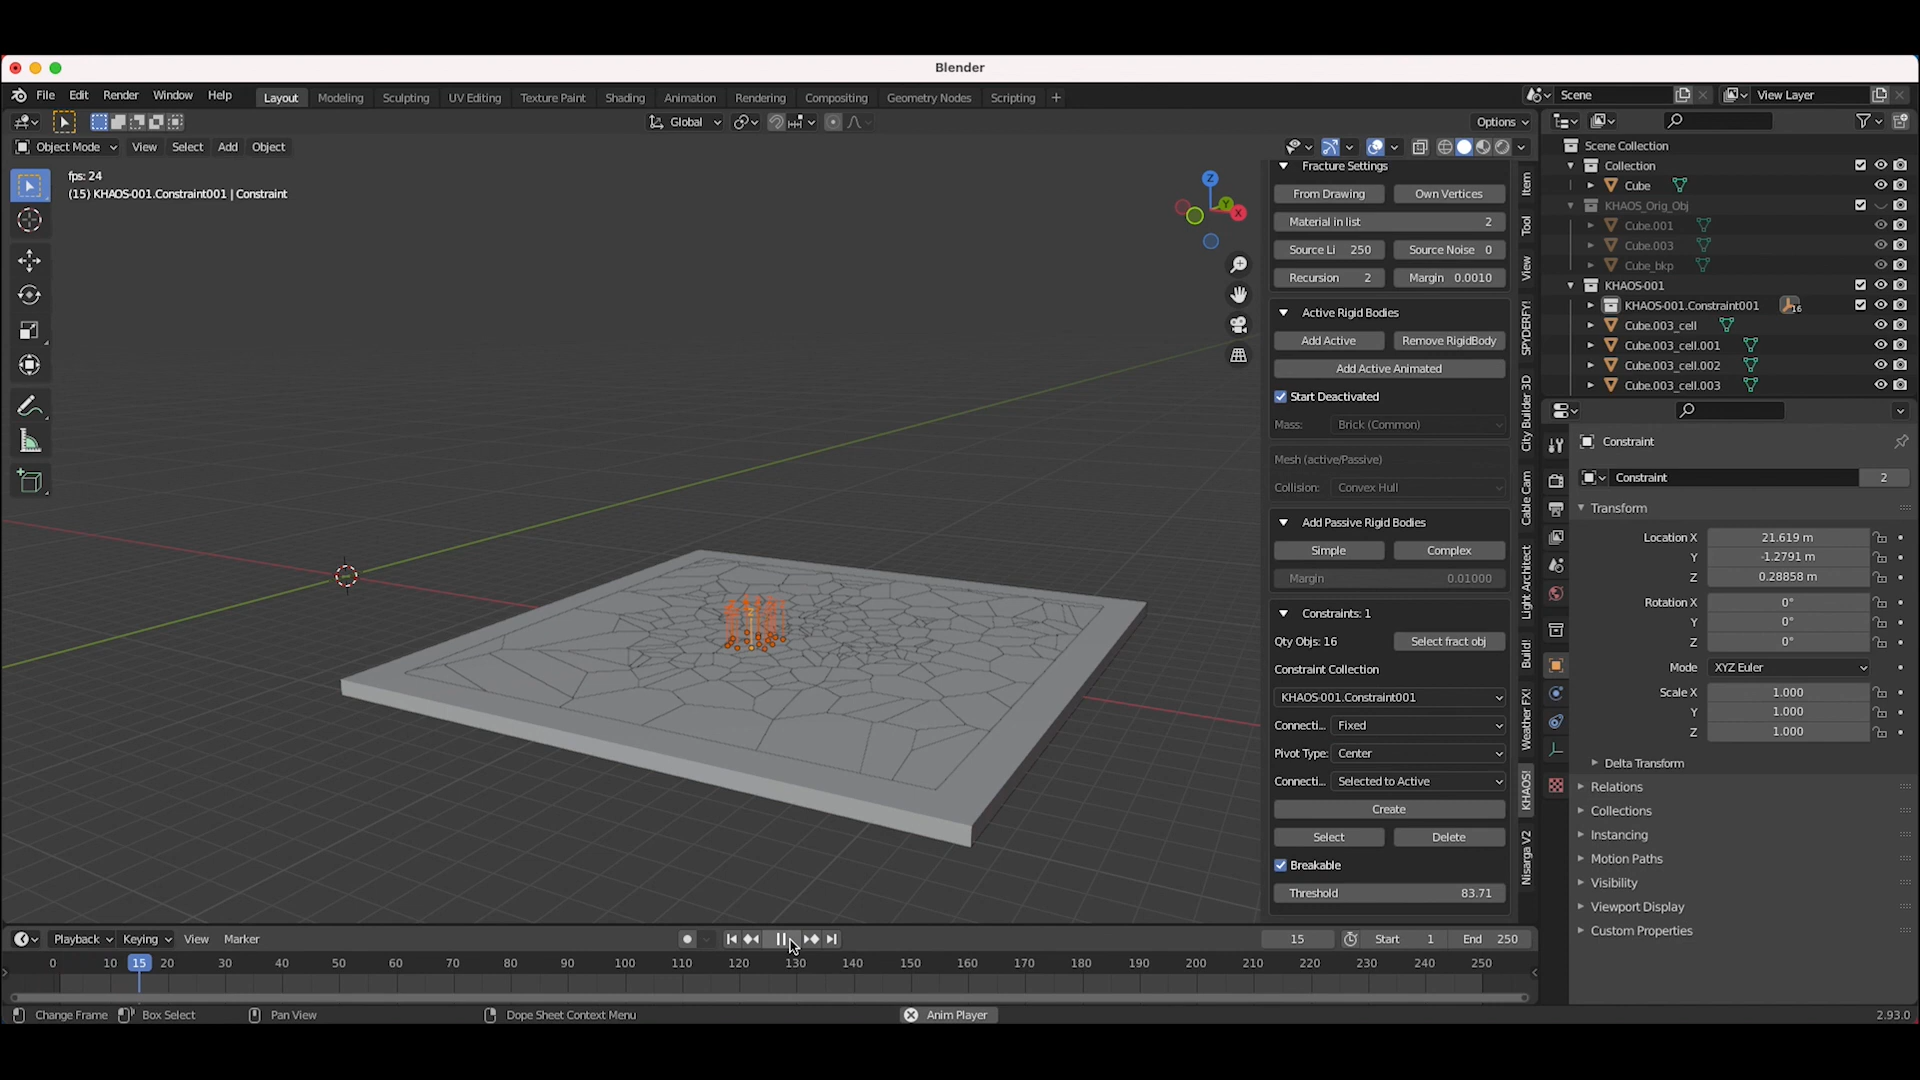 Blender
File Edit Render Window Help
Layout Modeling Sculpting UV Editing Texture Paint Shading Animation Rendering Compositing Geometry Nodes Scripting +
Scene
View Layer
Global
Options
Object Mode View Select Add Object
fps: 24
(15) KHAOS-001.Constraint001 | Constraint
Z
Y
X
Fracture Settings
From Drawing Own Vertices
Material in list 2
Source Li 250 Source Noise 0
Recursion 2 Margin 0.0010
Active Rigid Bodies
Add Active Remove RigidBody
Add Active Animated
Start Deactivated
Mass: Brick (Common)
Mesh (active/Passive)
Collision: Convex Hull
Add Passive Rigid Bodies
Simple Complex
Margin 0.01000
Constraints: 1
Qty Objs: 16 Select fract obj
Constraint Collection
KHAOS-001.Constraint001
Connecti... Fixed
Pivot Type: Center
Connecti... Selected to Active
Create
Select Delete
Breakable
Threshold 83.71
Item
Tool
View
SPYDERFY!
City Builder 3D
Cable Cam
Light Architect
Build!
Weather FX!
KHAOS!
Nisarga V2
Scene Collection
Collection
Cube
KHAOS_Orig_Obj
Cube.001
Cube.003
Cube_bkp
KHAOS-001
KHAOS-001.Constraint001 16
Cube.003_cell
Cube.003_cell.001
Cube.003_cell.002
Cube.003_cell.003
Constraint
Constraint 2
Transform
Location X 21.619 m
Y -1.2791 m
Z 0.28858 m
Rotation X 0°
Y 0°
Z 0°
Mode XYZ Euler
Scale X 1.000
Y 1.000
Z 1.000
Delta Transform
Relations
Collections
Instancing
Motion Paths
Visibility
Viewport Display
Custom Properties
Playback Keying View Marker
15 Start 1 End 250
0 10 15 20 30 40 50 60 70 80 90 100 110 120 130 140 150 160 170 180 190 200 210 220 230 240 250
Change Frame Box Select Pan View Dope Sheet Context Menu Anim Player 2.93.0